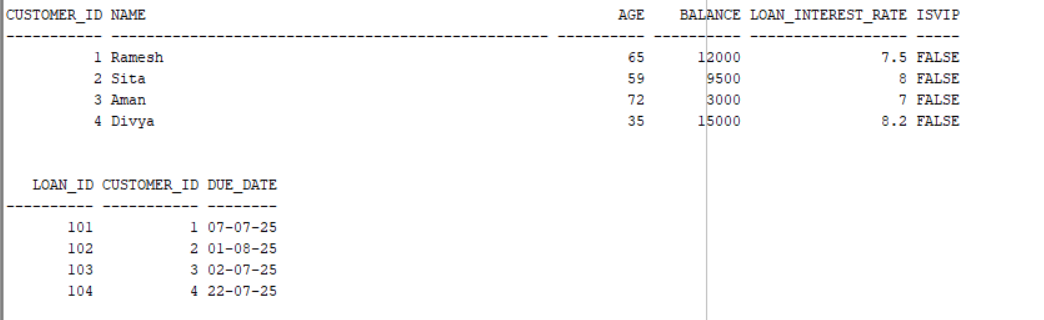 CUSTOMER_ID NAME                                                      AGE    BALANCE LOAN_INTEREST_RATE ISVIP
----------- -------------------------------------------------- ---------- ---------- ------------------ -----
          1 Ramesh                                                     65      12000                7.5 FALSE
          2 Sita                                                       59       9500                  8 FALSE
          3 Aman                                                       72       3000                  7 FALSE
          4 Divya                                                      35      15000                8.2 FALSE
   LOAN_ID CUSTOMER_ID DUE_DATE
---------- ----------- --------
       101           1 07-07-25
       102           2 01-08-25
       103           3 02-07-25
       104           4 22-07-25